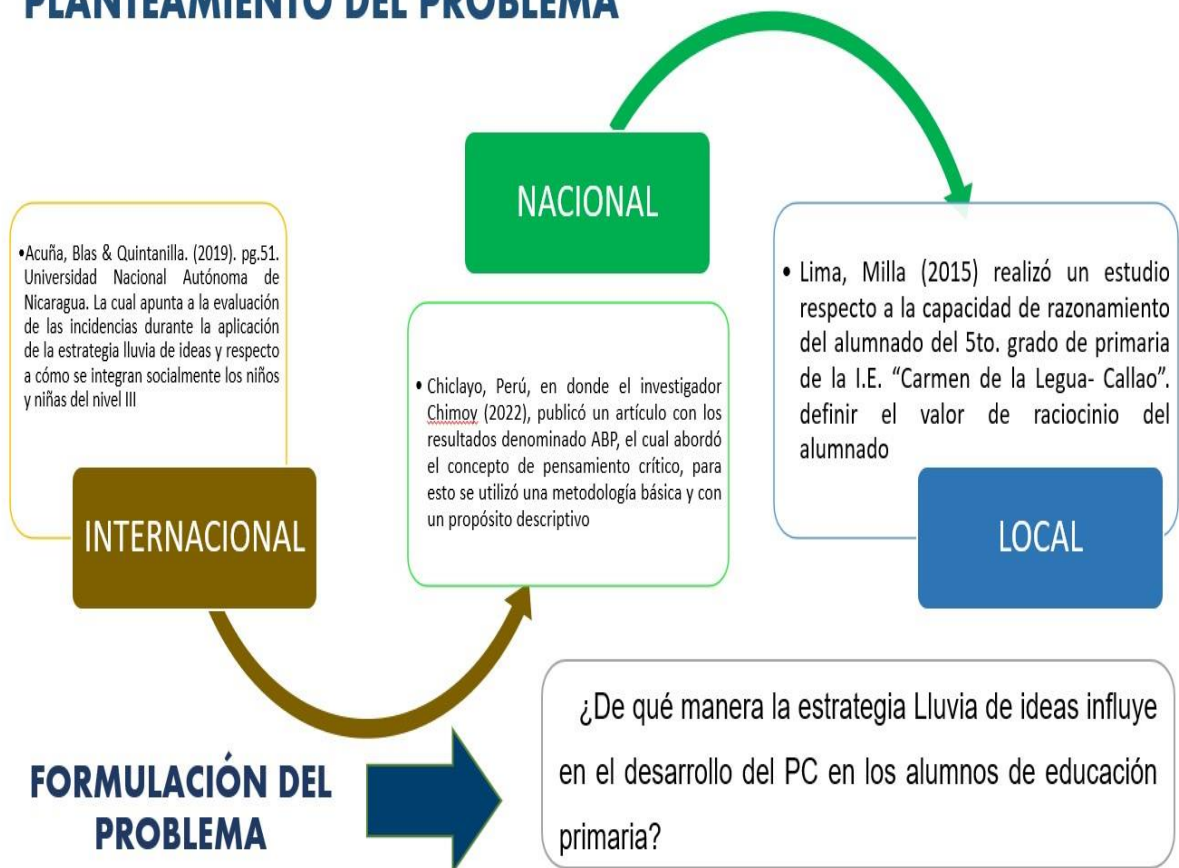 PLANTEAMIENTO DEL PROBLEMA
•Acuña, Blas & Quintanilla. (2019). pg.51.
Universidad Nacional Autónoma de
Nicaragua. La cual apunta a la evaluación
de las incidencias durante la aplicación
de la estrategia lluvia de ideas y respecto
a cómo se integran socialmente los niños
y niñas del nivel III
INTERNACIONAL
NACIONAL
• Chiclayo, Perú, en donde el investigador
Chimoy (2022), publicó un artículo con los
resultados denominado ABP, el cual abordó
el concepto de pensamiento crítico, para
esto se utilizó una metodología básica y con
un propósito descriptivo
• Lima, Milla (2015) realizó un estudio
respecto a la capacidad de razonamiento
del alumnado del 5to. grado de primaria
de la I.E. “Carmen de la Legua- Callao”.
definir el valor de raciocinio del
alumnado
LOCAL
FORMULACIÓN DEL
PROBLEMA
¿De qué manera la estrategia Lluvia de ideas influye
en el desarrollo del PC en los alumnos de educación
primaria?